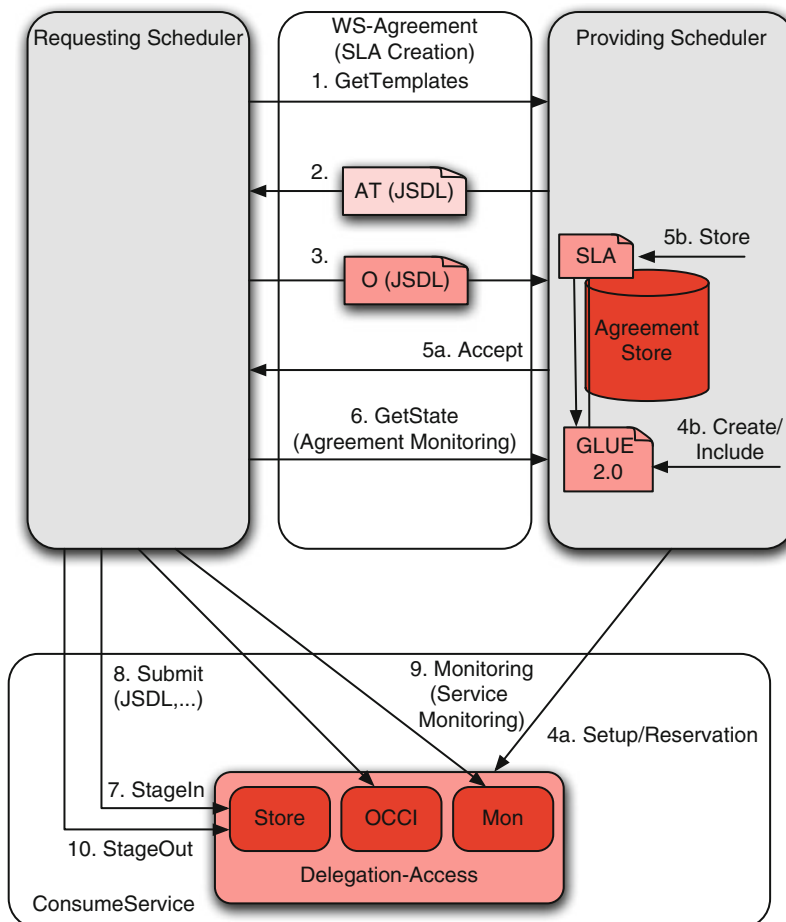 Requesting Scheduler
WS-Agreement
(SLA Creation)
Providing Scheduler
1. GetTemplates
2.
AT (JSDL)
3.
O (JSDL)
SLA
5b. Store
Agreement
Store
5a. Accept
6. GetState
(Agreement Monitoring)
GLUE
2.0
4b. Create/
Include
8. Submit
(JSDL,...)
9. Monitoring
(Service
Monitoring)
4a. Setup/Reservation
7. StageIn
10. StageOut
Store
OCCI
Mon
Delegation-Access
ConsumeService